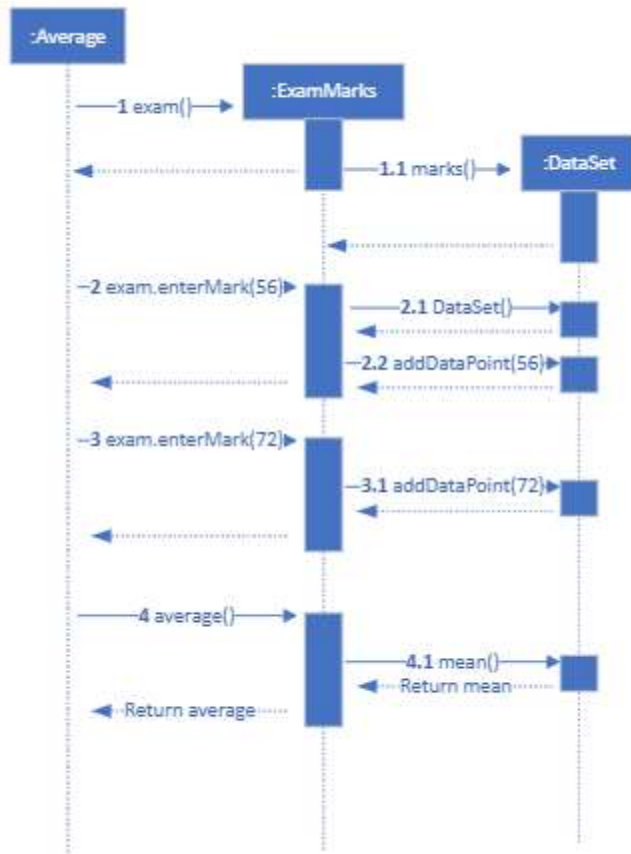 :Average
:ExamMarks
1 exam()
1.1 marks()
:DataSet
2 exam.enterMark(56)
2.1 DataSet()
2.2 addDataPoint(56)
3 exam.enterMark(72)
3.1 addDataPoint(72)
4 average()
4.1 mean()
Return mean
Return average